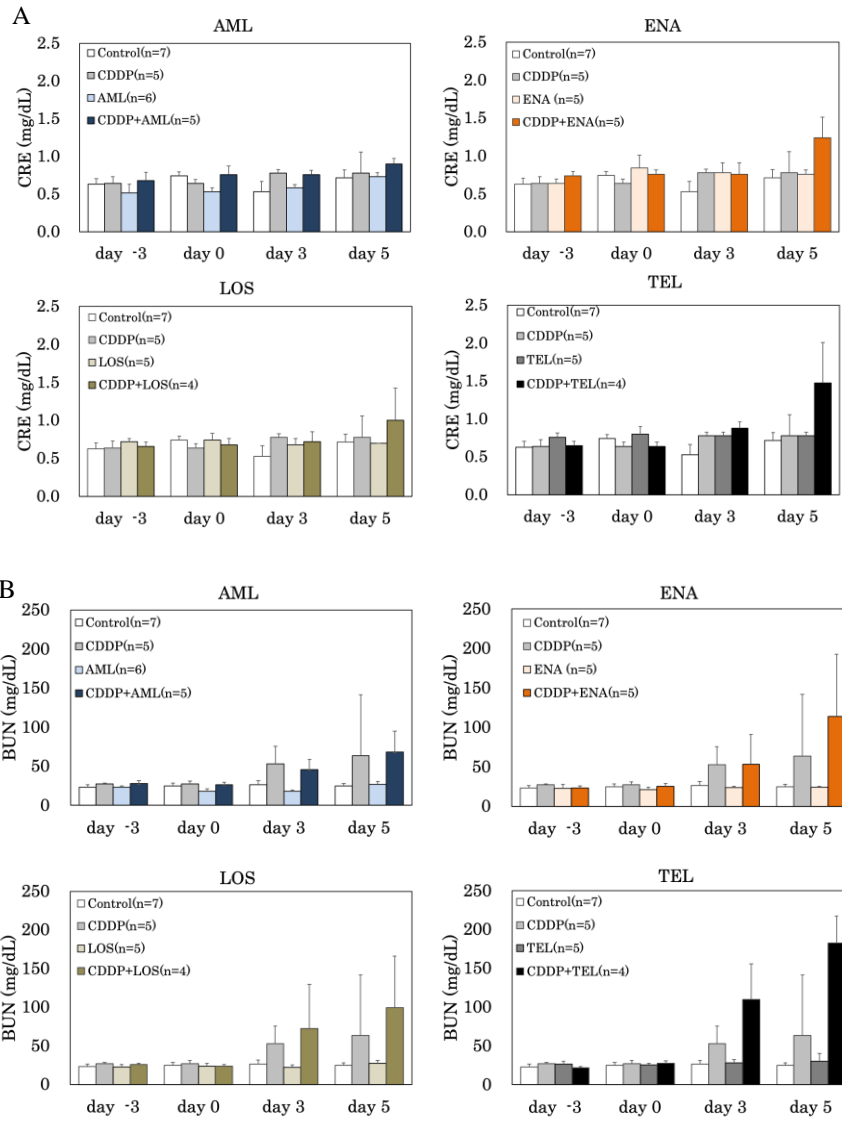 A
AML
CRE (mg/dL)
2.5
2.0
1.5
1.0
0.5
0.0
Control(n=7)
CDDP(n=5)
AML(n=6)
CDDP+AML(n=5)
day -3 day 0 day 3 day 5
ENA
CRE (mg/dL)
2.5
2.0
1.5
1.0
0.5
0.0
Control(n=7)
CDDP(n=5)
ENA (n=5)
CDDP+ENA(n=5)
day -3 day 0 day 3 day 5
LOS
CRE (mg/dL)
2.5
2.0
1.5
1.0
0.5
0.0
Control(n=7)
CDDP(n=5)
LOS(n=5)
CDDP+LOS(n=4)
day -3 day 0 day 3 day 5
TEL
CRE (mg/dL)
2.5
2.0
1.5
1.0
0.5
0.0
Control(n=7)
CDDP(n=5)
TEL(n=5)
CDDP+TEL(n=4)
day -3 day 0 day 3 day 5
B
AML
BUN (mg/dL)
250
200
150
100
50
0
Control(n=7)
CDDP(n=5)
AML(n=6)
CDDP+AML(n=5)
day -3 day 0 day 3 day 5
ENA
BUN (mg/dL)
250
200
150
100
50
0
Control(n=7)
CDDP(n=5)
ENA (n=5)
CDDP+ENA(n=5)
day -3 day 0 day 3 day 5
LOS
BUN (mg/dL)
250
200
150
100
50
0
Control(n=7)
CDDP(n=5)
LOS(n=5)
CDDP+LOS(n=4)
day -3 day 0 day 3 day 5
TEL
BUN (mg/dL)
250
200
150
100
50
0
Control(n=7)
CDDP(n=5)
TEL(n=5)
CDDP+TEL(n=4)
day -3 day 0 day 3 day 5